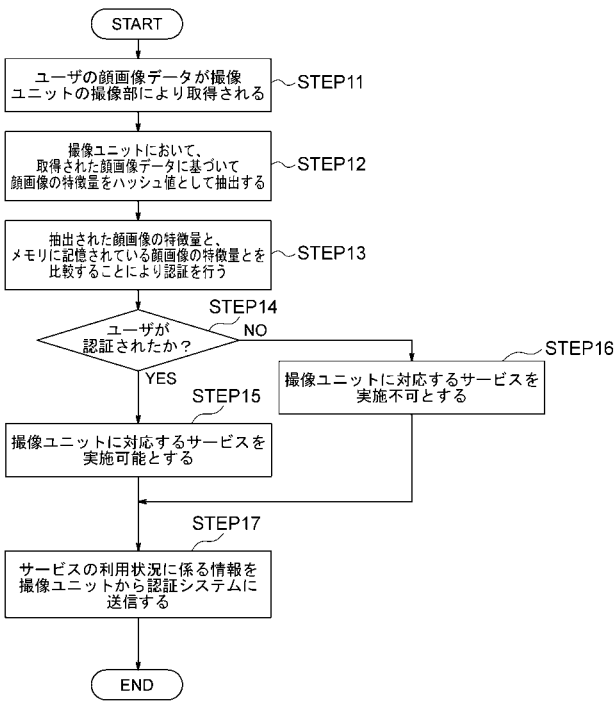 START
ユーザの顔画像データが撮像
ユニットの撮像部により取得される
STEP11
撮像ユニットにおいて、
取得された顔画像データに基づいて
顔画像の特徴量をハッシュ値として抽出する
STEP12
抽出された顔画像の特徴量と、
メモリに記憶されている顔画像の特徴量とを
比較することにより認証を行う
STEP13
STEP14
ユーザが
認証されたか？
NO
YES
STEP16
撮像ユニットに対応するサービスを
実施不可とする
STEP15
撮像ユニットに対応するサービスを
実施可能とする
STEP17
サービスの利用状況に係る情報を
撮像ユニットから認証システムに
送信する
END